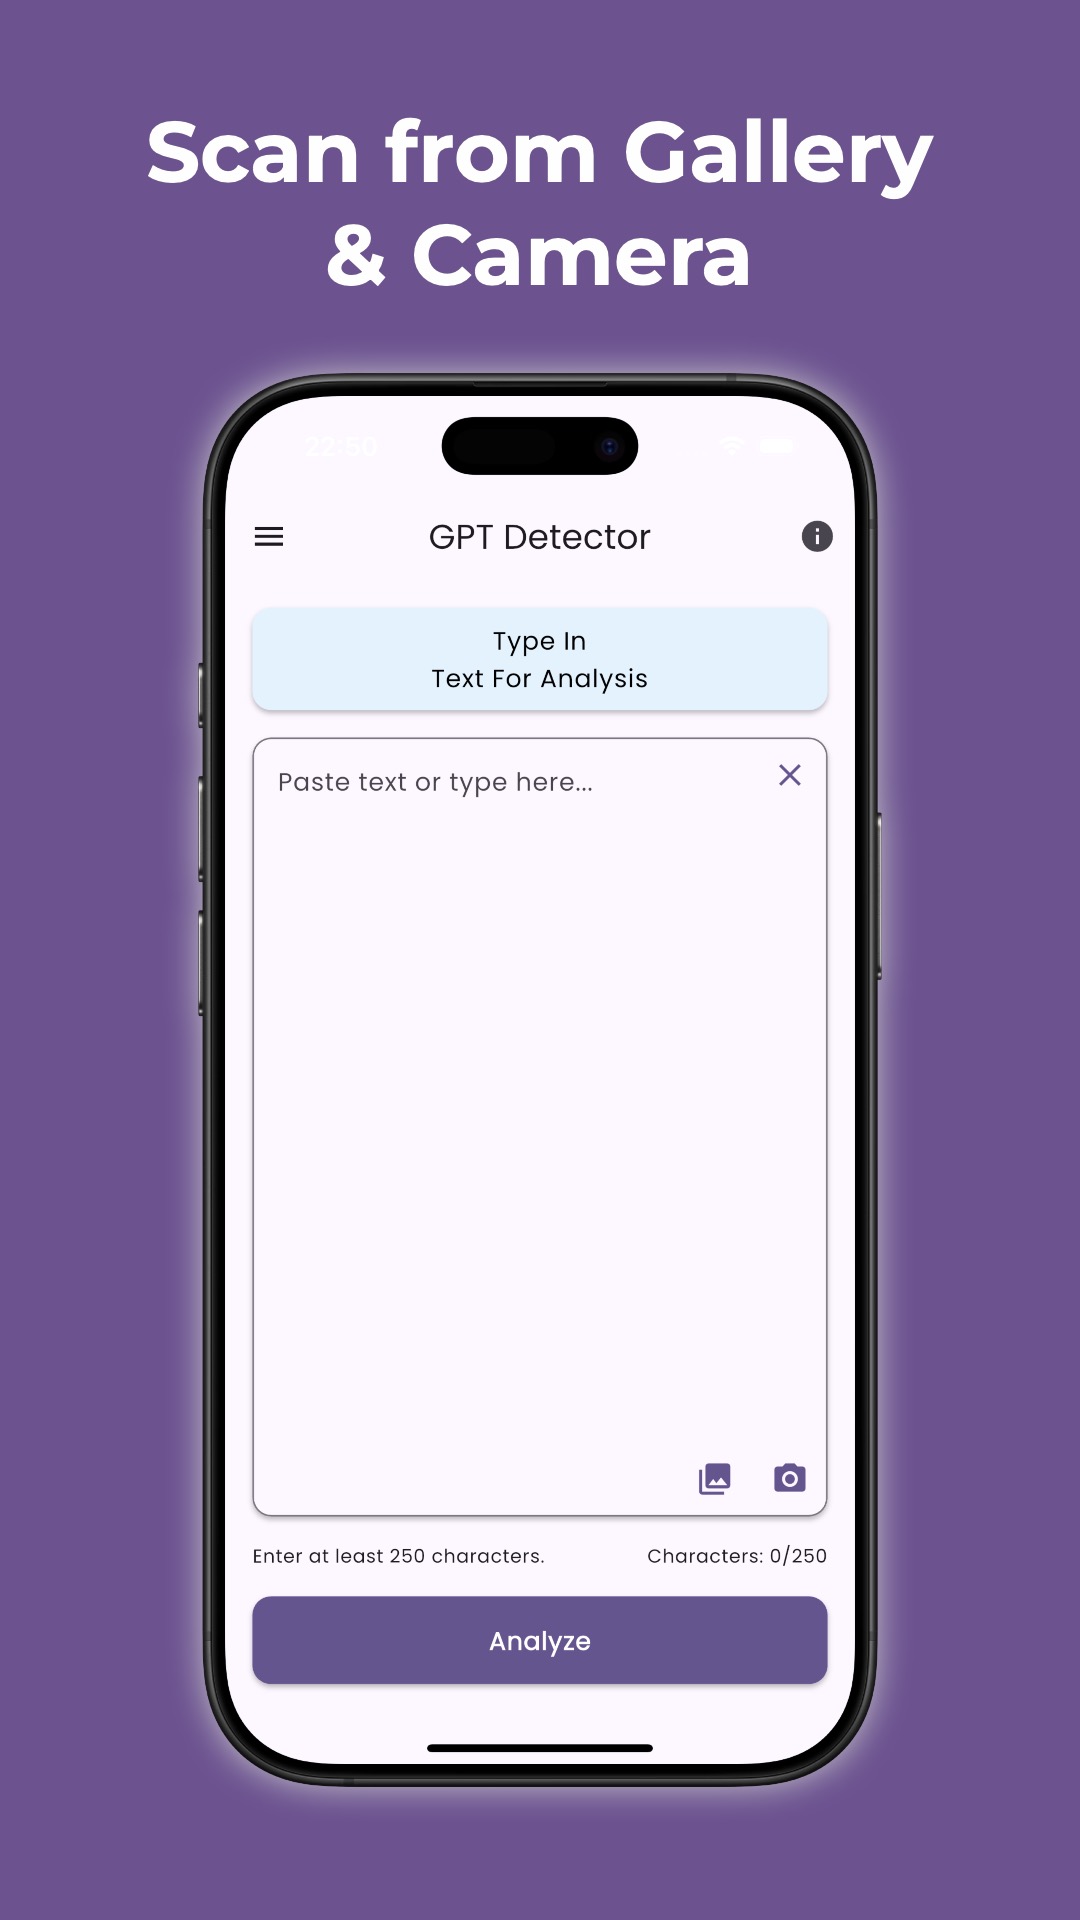 Scan from Gallery
& Camera
22:50
GPT Detector
Type In
Text For Analysis
Paste text or type here...
Enter at least 250 characters.
Characters: 0/250
Analyze